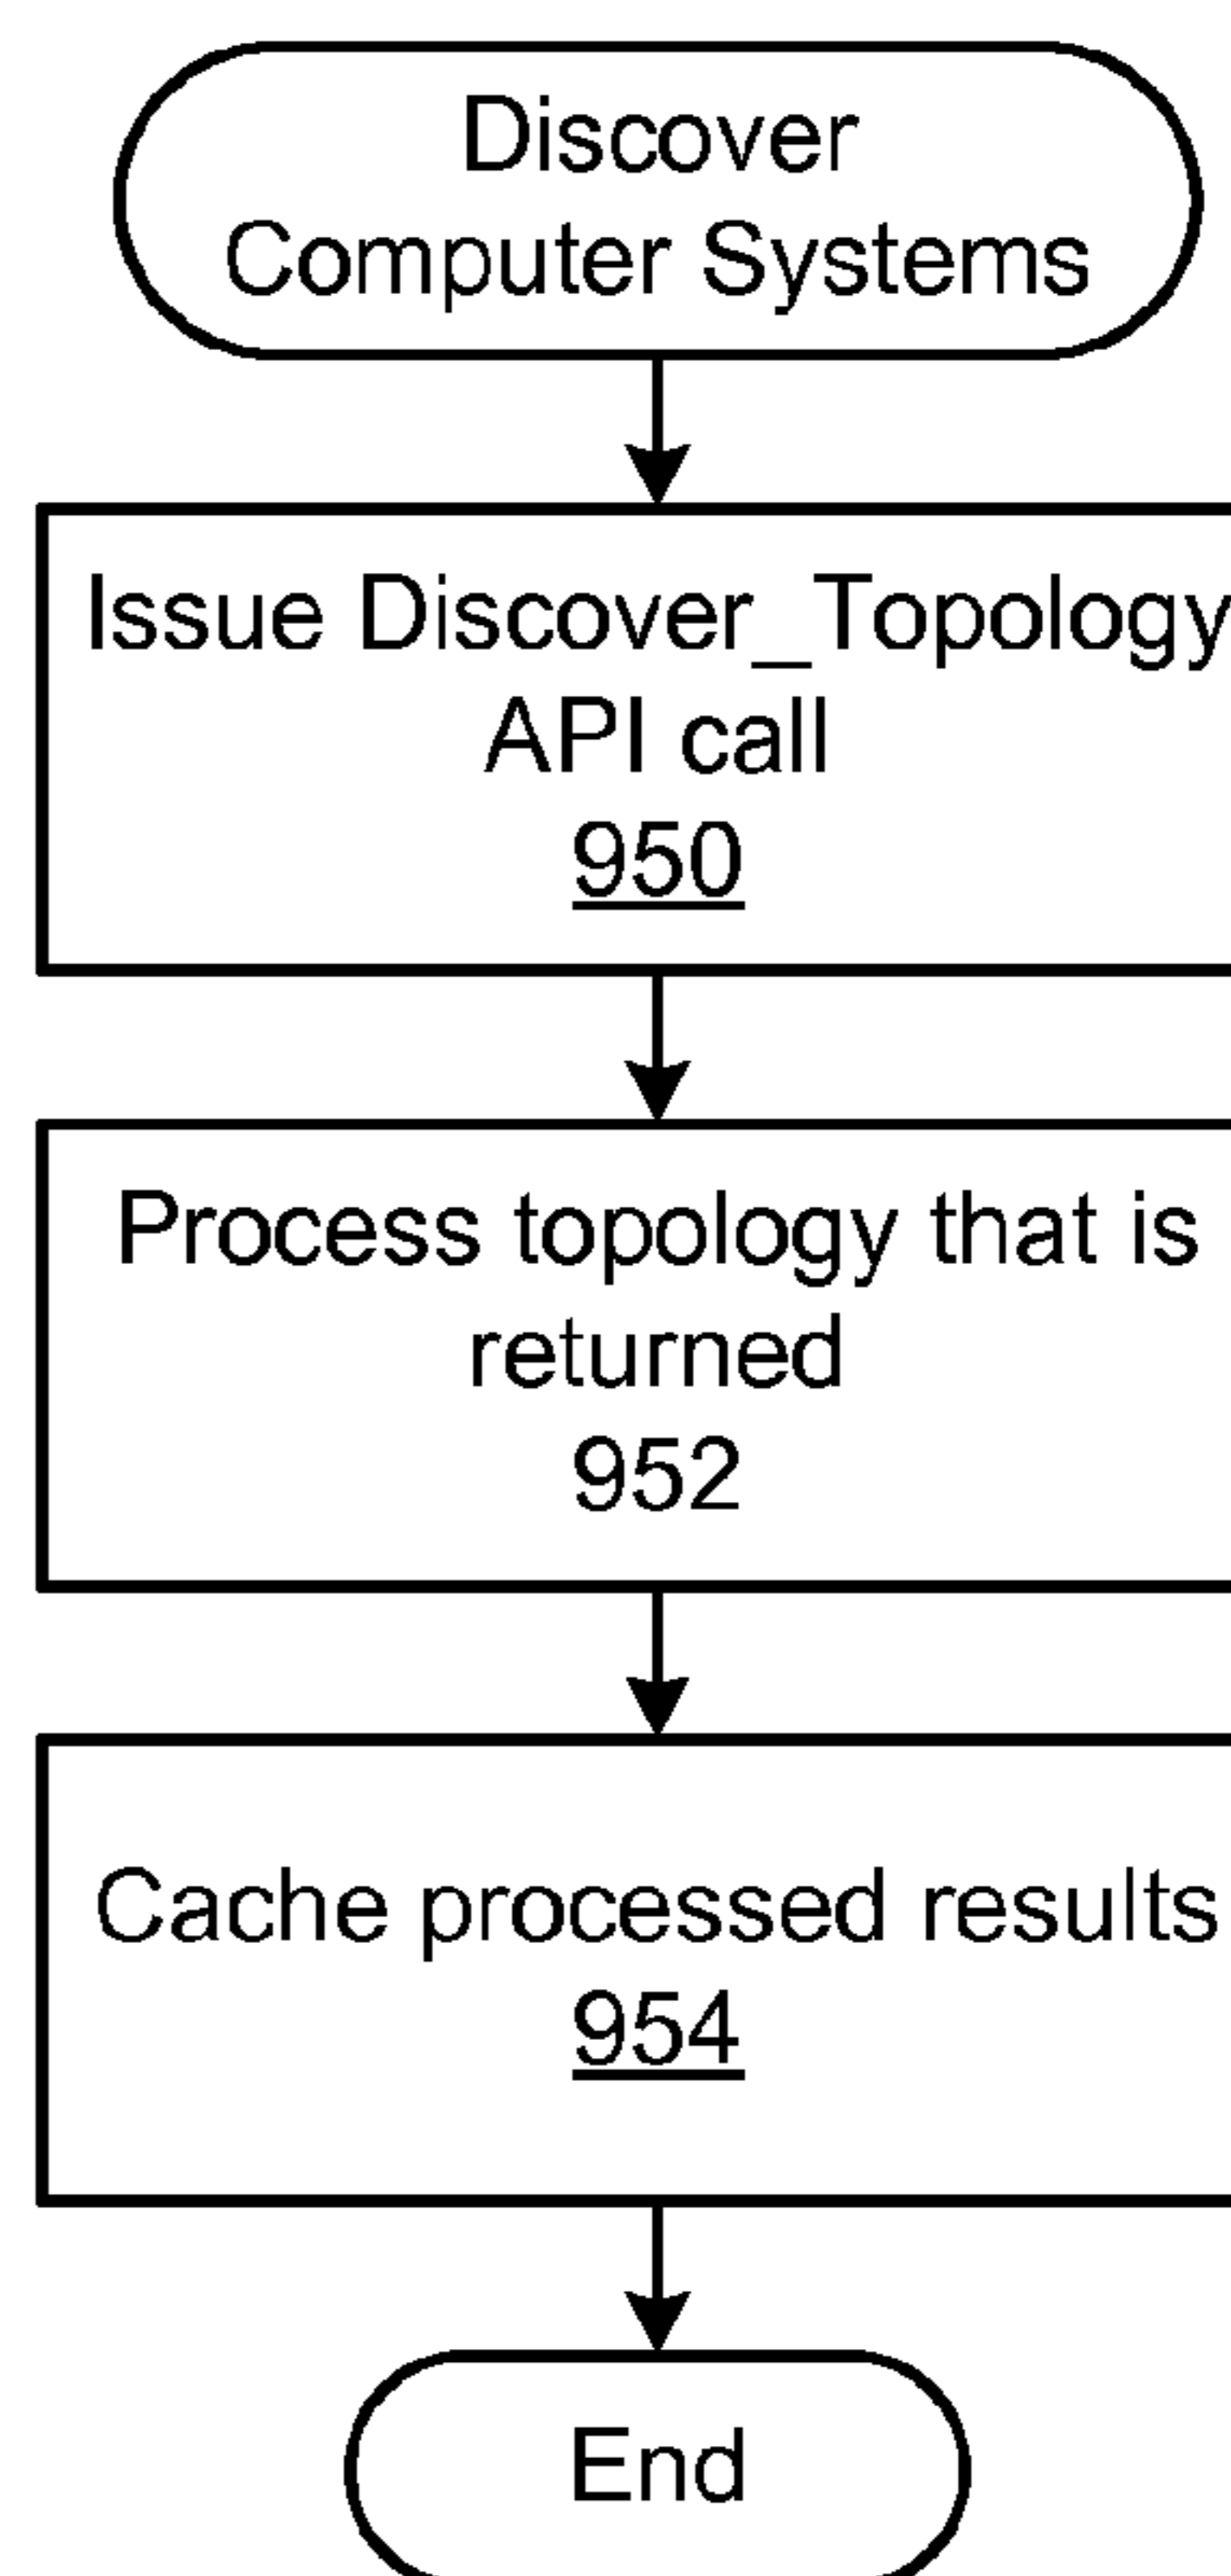 Discover
Computer Systems
Issue Discover_Topology
API call
950
Process topology that is
returned
952
Cache processed results
954
End